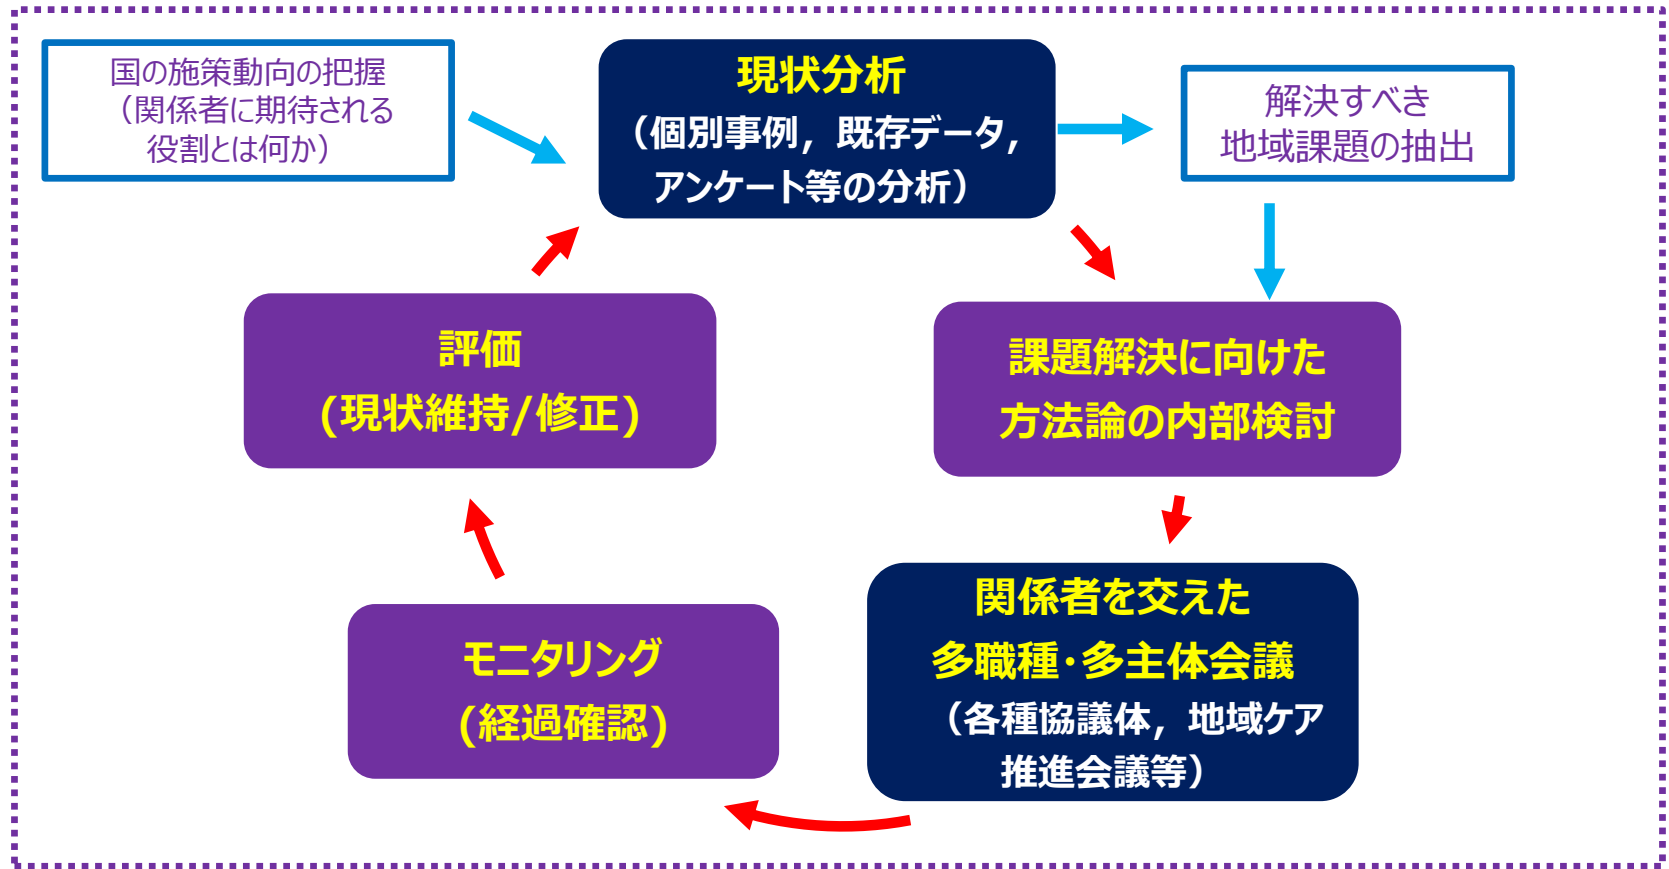 国の施策動向の把握
（関係者に期待される
役割とは何か）
現状分析
（個別事例，既存データ，
アンケート等の分析）
解決すべき
地域課題の抽出
課題解決に向けた
方法論の内部検討
関係者を交えた
多職種･多主体会議
（各種協議体，地域ケア
推進会議等）
モニタリング
(経過確認)
評価
(現状維持/修正)